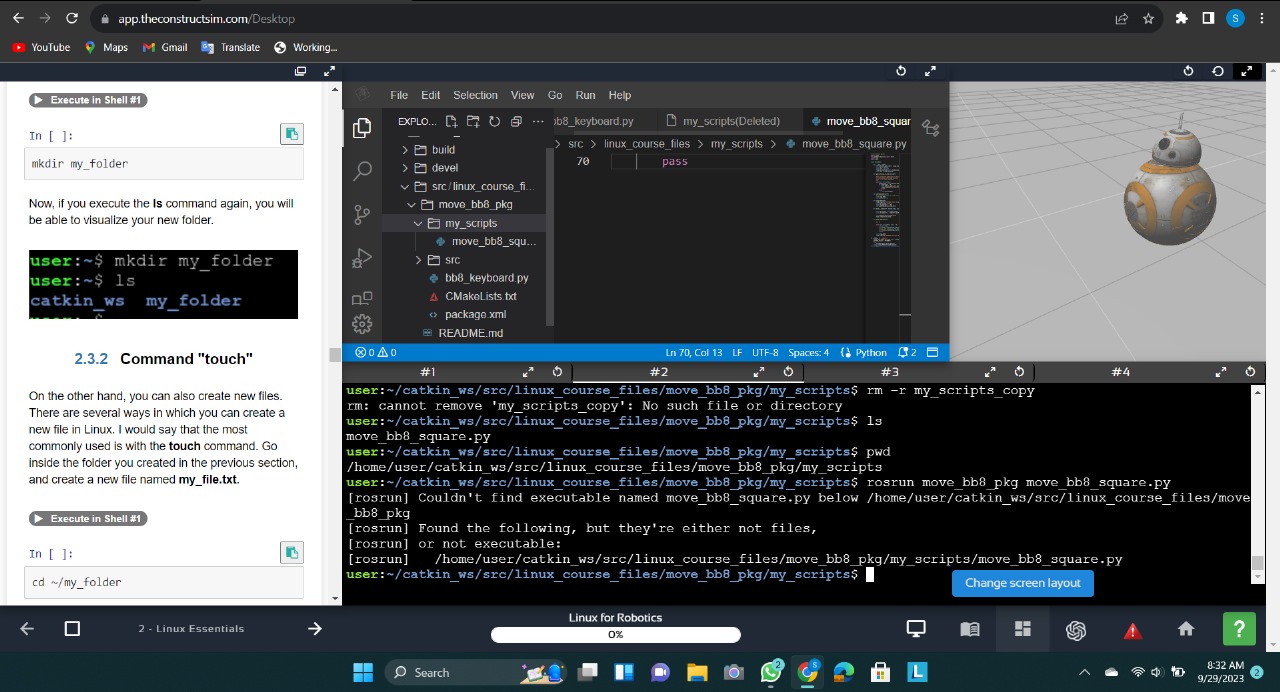 app.theconstructsim.com/Desktop
S
YouTube Maps Gmail Translate Working...
Execute in Shell #1
In [ ]:
mkdir my_folder
Now, if you execute the ls command again, you will
be able to visualize your new folder.
user:~$ mkdir my_folder
user:~$ ls
catkin_ws my_folder
2.3.2 Command "touch"
On the other hand, you can also create new files.
There are several ways in which you can create a
new file in Linux. I would say that the most
commonly used is with the touch command. Go
inside the folder you created in the previous section,
and create a new file named my_file.txt.
Execute in Shell #1
In [ ]:
cd ~/my_folder
File Edit Selection View Go Run Help
EXPLO...
build
devel
src/linux_course_fi...
move_bb8_pkg
my_scripts
move_bb8_squ...
src
bb8_keyboard.py
CMakeLists.txt
package.xml
README.md
b8_keyboard.py my_scripts(Deleted) move_bb8_squar
src > linux_course_files > my_scripts > move_bb8_square.py
70 pass
0 0 Ln 70, Col 13 LF UTF-8 Spaces: 4 Python 2
#1 #2 #3 #4
user:~/catkin_ws/src/linux_course_files/move_bb8_pkg/my_scripts$ rm -r my_scripts_copy
rm: cannot remove 'my_scripts_copy': No such file or directory
user:~/catkin_ws/src/linux_course_files/move_bb8_pkg/my_scripts$ ls
move_bb8_square.py
user:~/catkin_ws/src/linux_course_files/move_bb8_pkg/my_scripts$ pwd
/home/user/catkin_ws/src/linux_course_files/move_bb8_pkg/my_scripts
user:~/catkin_ws/src/linux_course_files/move_bb8_pkg/my_scripts$ rosrun move_bb8_pkg move_bb8_square.py
[rosrun] Couldn't find executable named move_bb8_square.py below /home/user/catkin_ws/src/linux_course_files/move
_bb8_pkg
[rosrun] Found the following, but they're either not files,
[rosrun] or not executable:
[rosrun]   /home/user/catkin_ws/src/linux_course_files/move_bb8_pkg/my_scripts/move_bb8_square.py
user:~/catkin_ws/src/linux_course_files/move_bb8_pkg/my_scripts$
Change screen layout
2 - Linux Essentials
Linux for Robotics
0%
?
Search
2
S
L
8:32 AM
9/29/2023
2